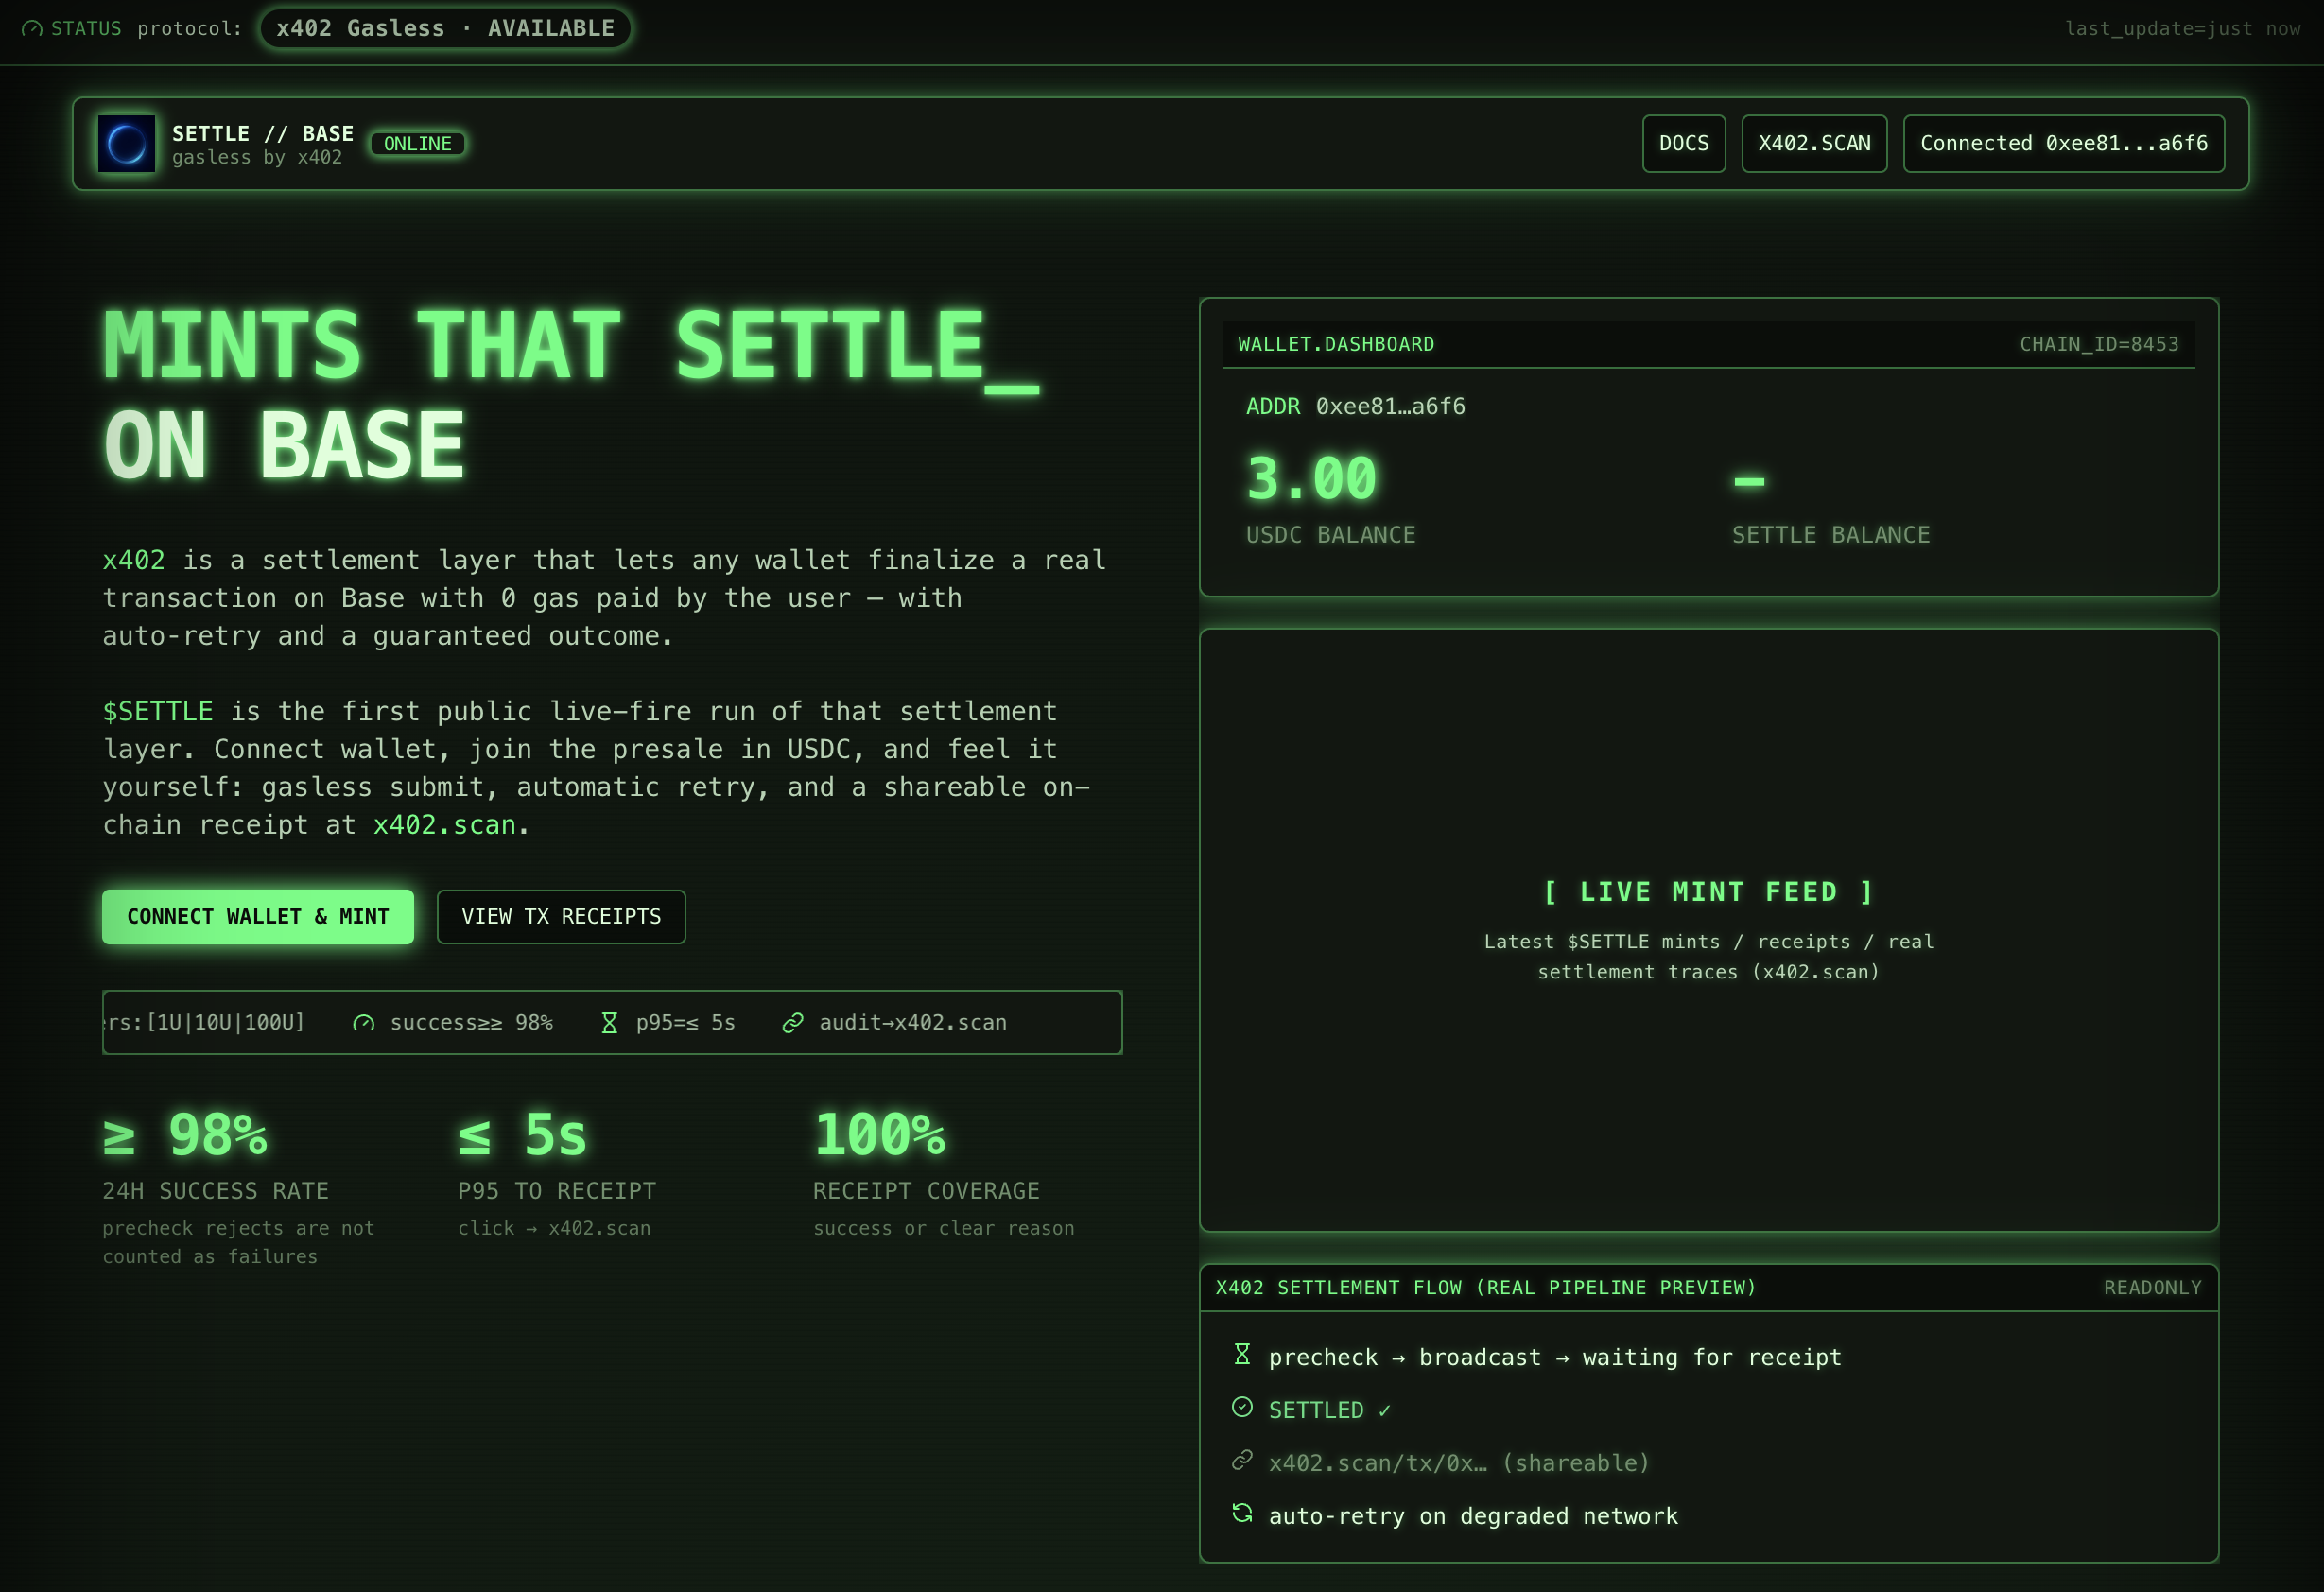 STATUS protocol: x402 Gasless · AVAILABLE
last_update=just now
SETTLE // BASE
gasless by x402
ONLINE
DOCS
X402.SCAN
Connected 0xee81...a6f6
MINTS THAT SETTLE_
ON BASE
x402 is a settlement layer that lets any wallet finalize a real
transaction on Base with 0 gas paid by the user — with
auto-retry and a guaranteed outcome.
$SETTLE is the first public live–fire run of that settlement
layer. Connect wallet, join the presale in USDC, and feel it
yourself: gasless submit, automatic retry, and a shareable on–
chain receipt at x402.scan.
CONNECT WALLET & MINT
VIEW TX RECEIPTS
rs:[1U|10U|100U]
success≥≥ 98%
p95=≤ 5s
audit→x402.scan
≥ 98%
24H SUCCESS RATE
precheck rejects are not
counted as failures
≤ 5s
P95 TO RECEIPT
click → x402.scan
100%
RECEIPT COVERAGE
success or clear reason
WALLET.DASHBOARD
CHAIN_ID=8453
ADDR 0xee81…a6f6
3.00
USDC BALANCE
—
SETTLE BALANCE
[ LIVE MINT FEED ]
Latest $SETTLE mints / receipts / real
settlement traces (x402.scan)
X402 SETTLEMENT FLOW (REAL PIPELINE PREVIEW)
READONLY
precheck → broadcast → waiting for receipt
SETTLED ✓
x402.scan/tx/0x… (shareable)
auto-retry on degraded network